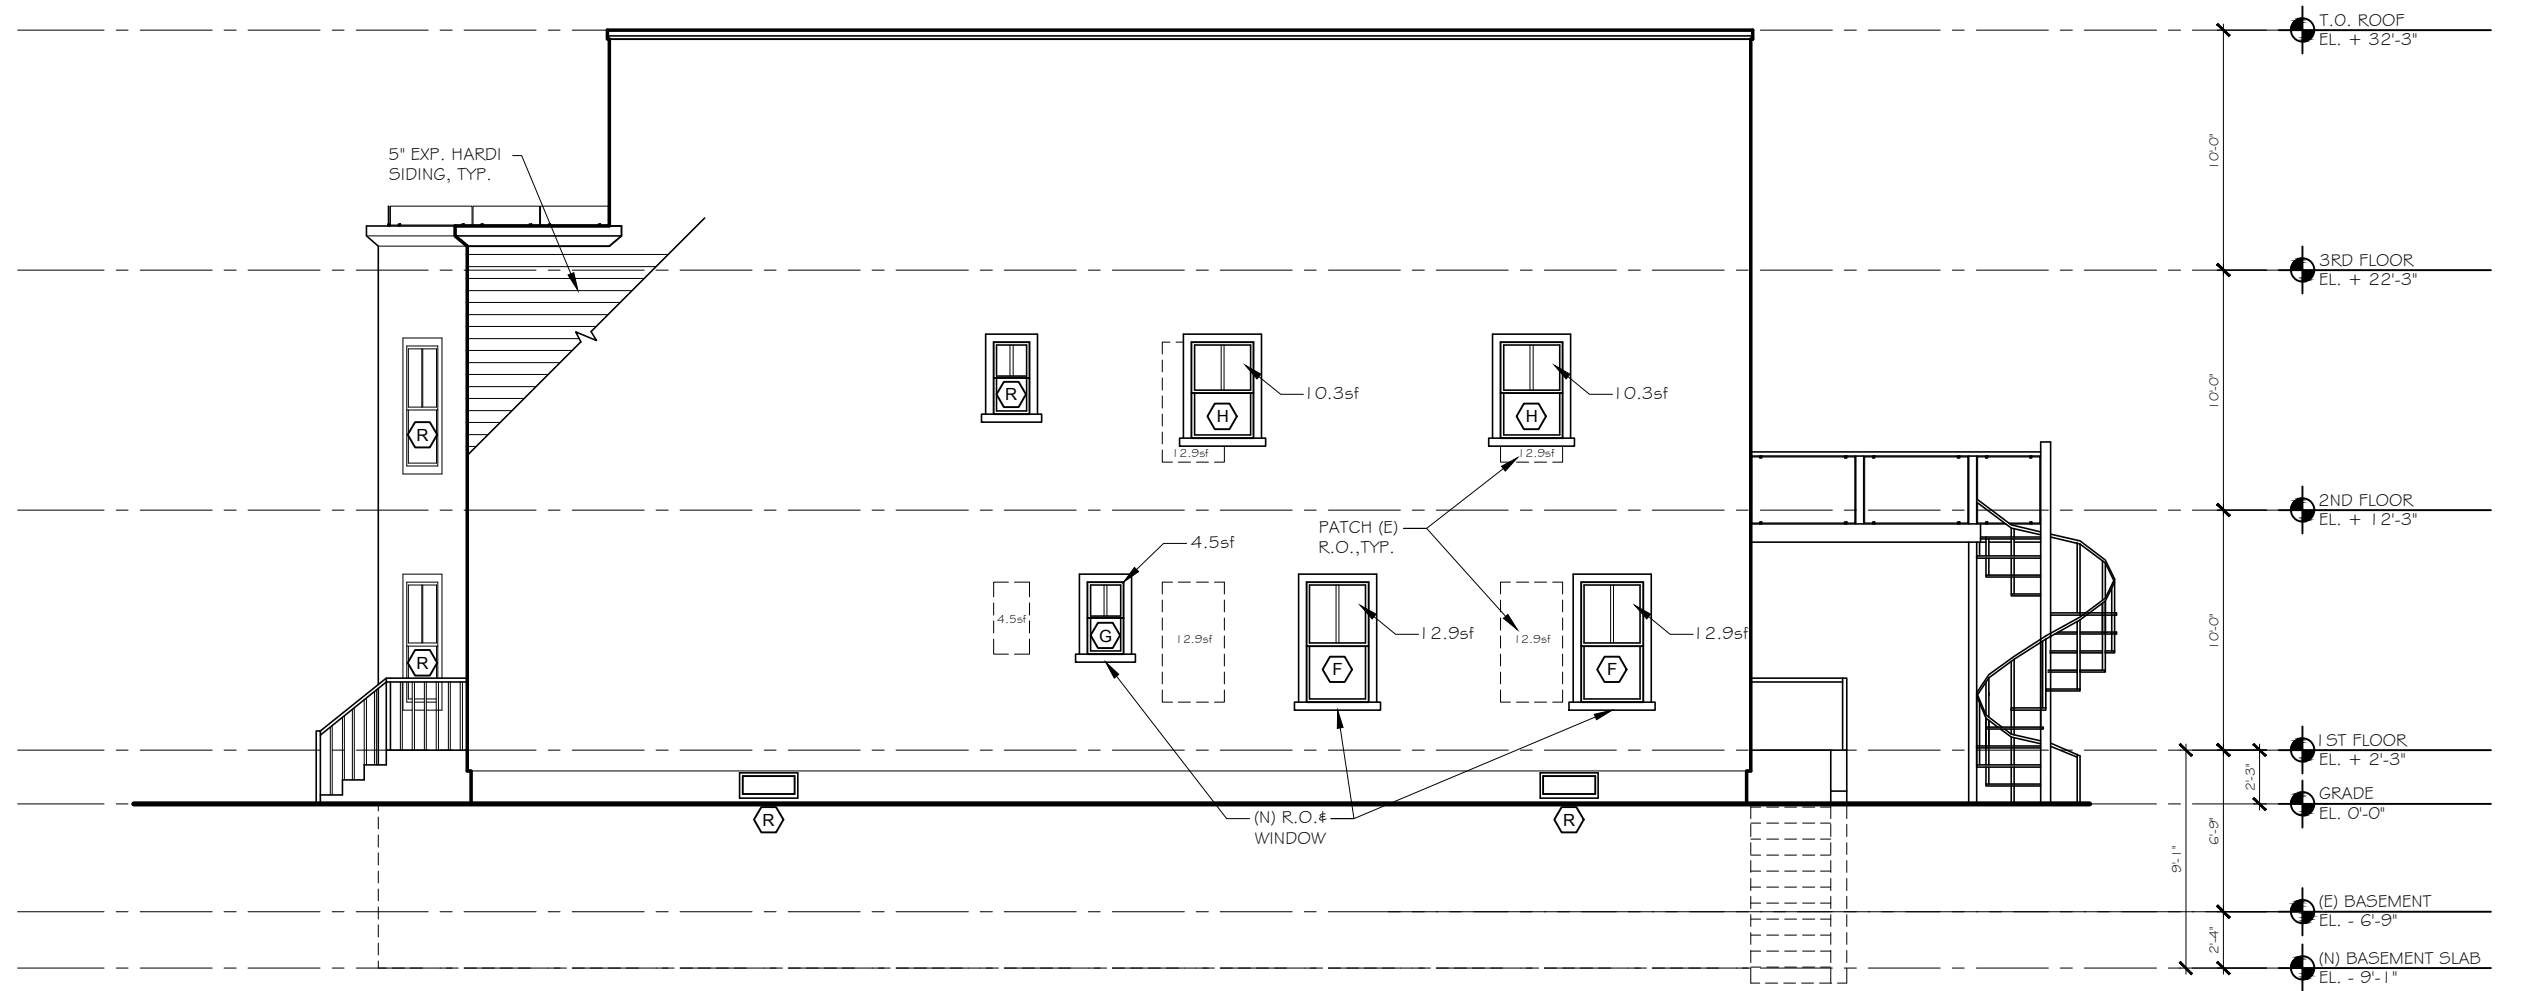 T.O. ROOF
EL. + 32'-3"
10'-0"
5" EXP. HARDI
SIDING, TYP.
3RD FLOOR
EL. + 22'-3"
10'-0"
R
H
H
10.3sf
10.3sf
R
12.9sf
12.9sf
2ND FLOOR
EL. + 12'-3"
PATCH (E)
R.O.,TYP.
4.5sf
10'-0"
4.5sf
G
12.9sf
12.9sf
12.9sf
12.9sf
R
F
F
1ST FLOOR
EL. + 2'-3"
2'-3"
GRADE
EL. 0'-0"
R
(N) R.O.&
WINDOW
R
6'-9"
9'-1"
(E) BASEMENT
EL. - 6'-9"
2'-4"
(N) BASEMENT SLAB
EL. - 9'-1"